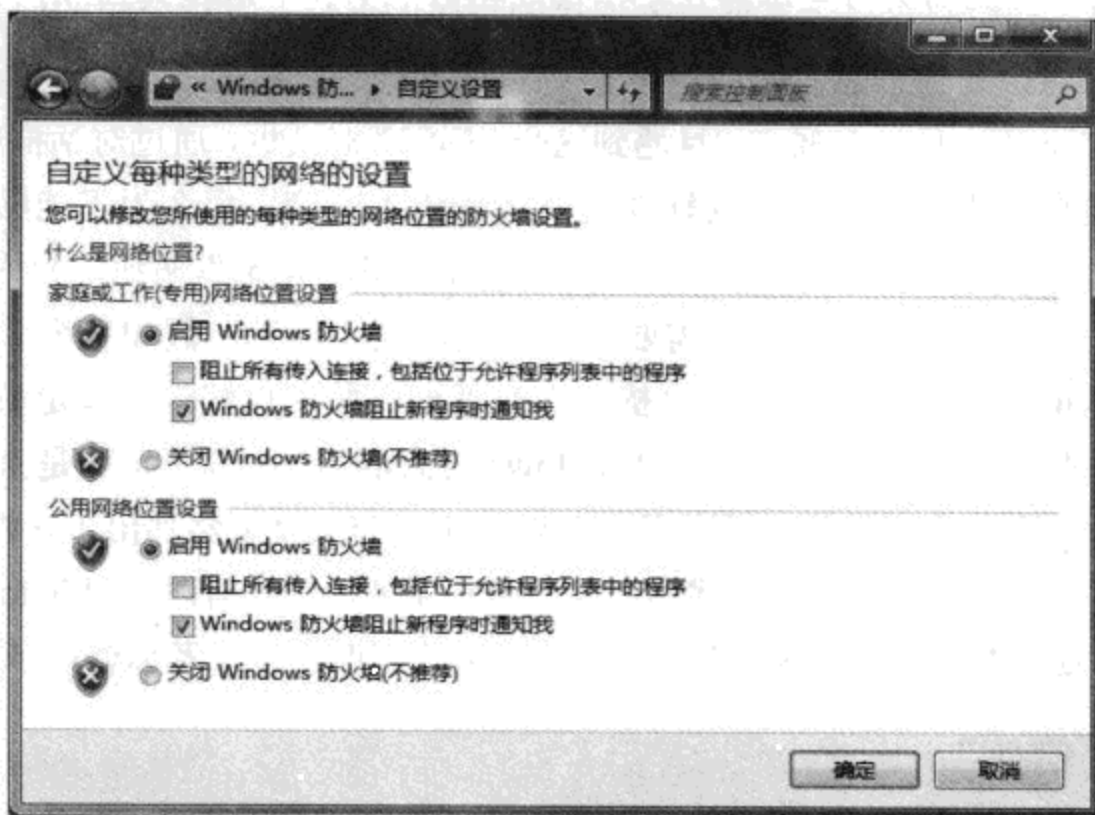 « Windows 防... ▸ 自定义设置
搜索控制面板
自定义每种类型的网络的设置
您可以修改您所使用的每种类型的网络位置的防火墙设置。
什么是网络位置?
家庭或工作(专用)网络位置设置
启用 Windows 防火墙
阻止所有传入连接，包括位于允许程序列表中的程序
Windows 防火墙阻止新程序时通知我
关闭 Windows 防火墙(不推荐)
公用网络位置设置
启用 Windows 防火墙
阻止所有传入连接，包括位于允许程序列表中的程序
Windows 防火墙阻止新程序时通知我
关闭 Windows 防火墙(不推荐)
确定
取消